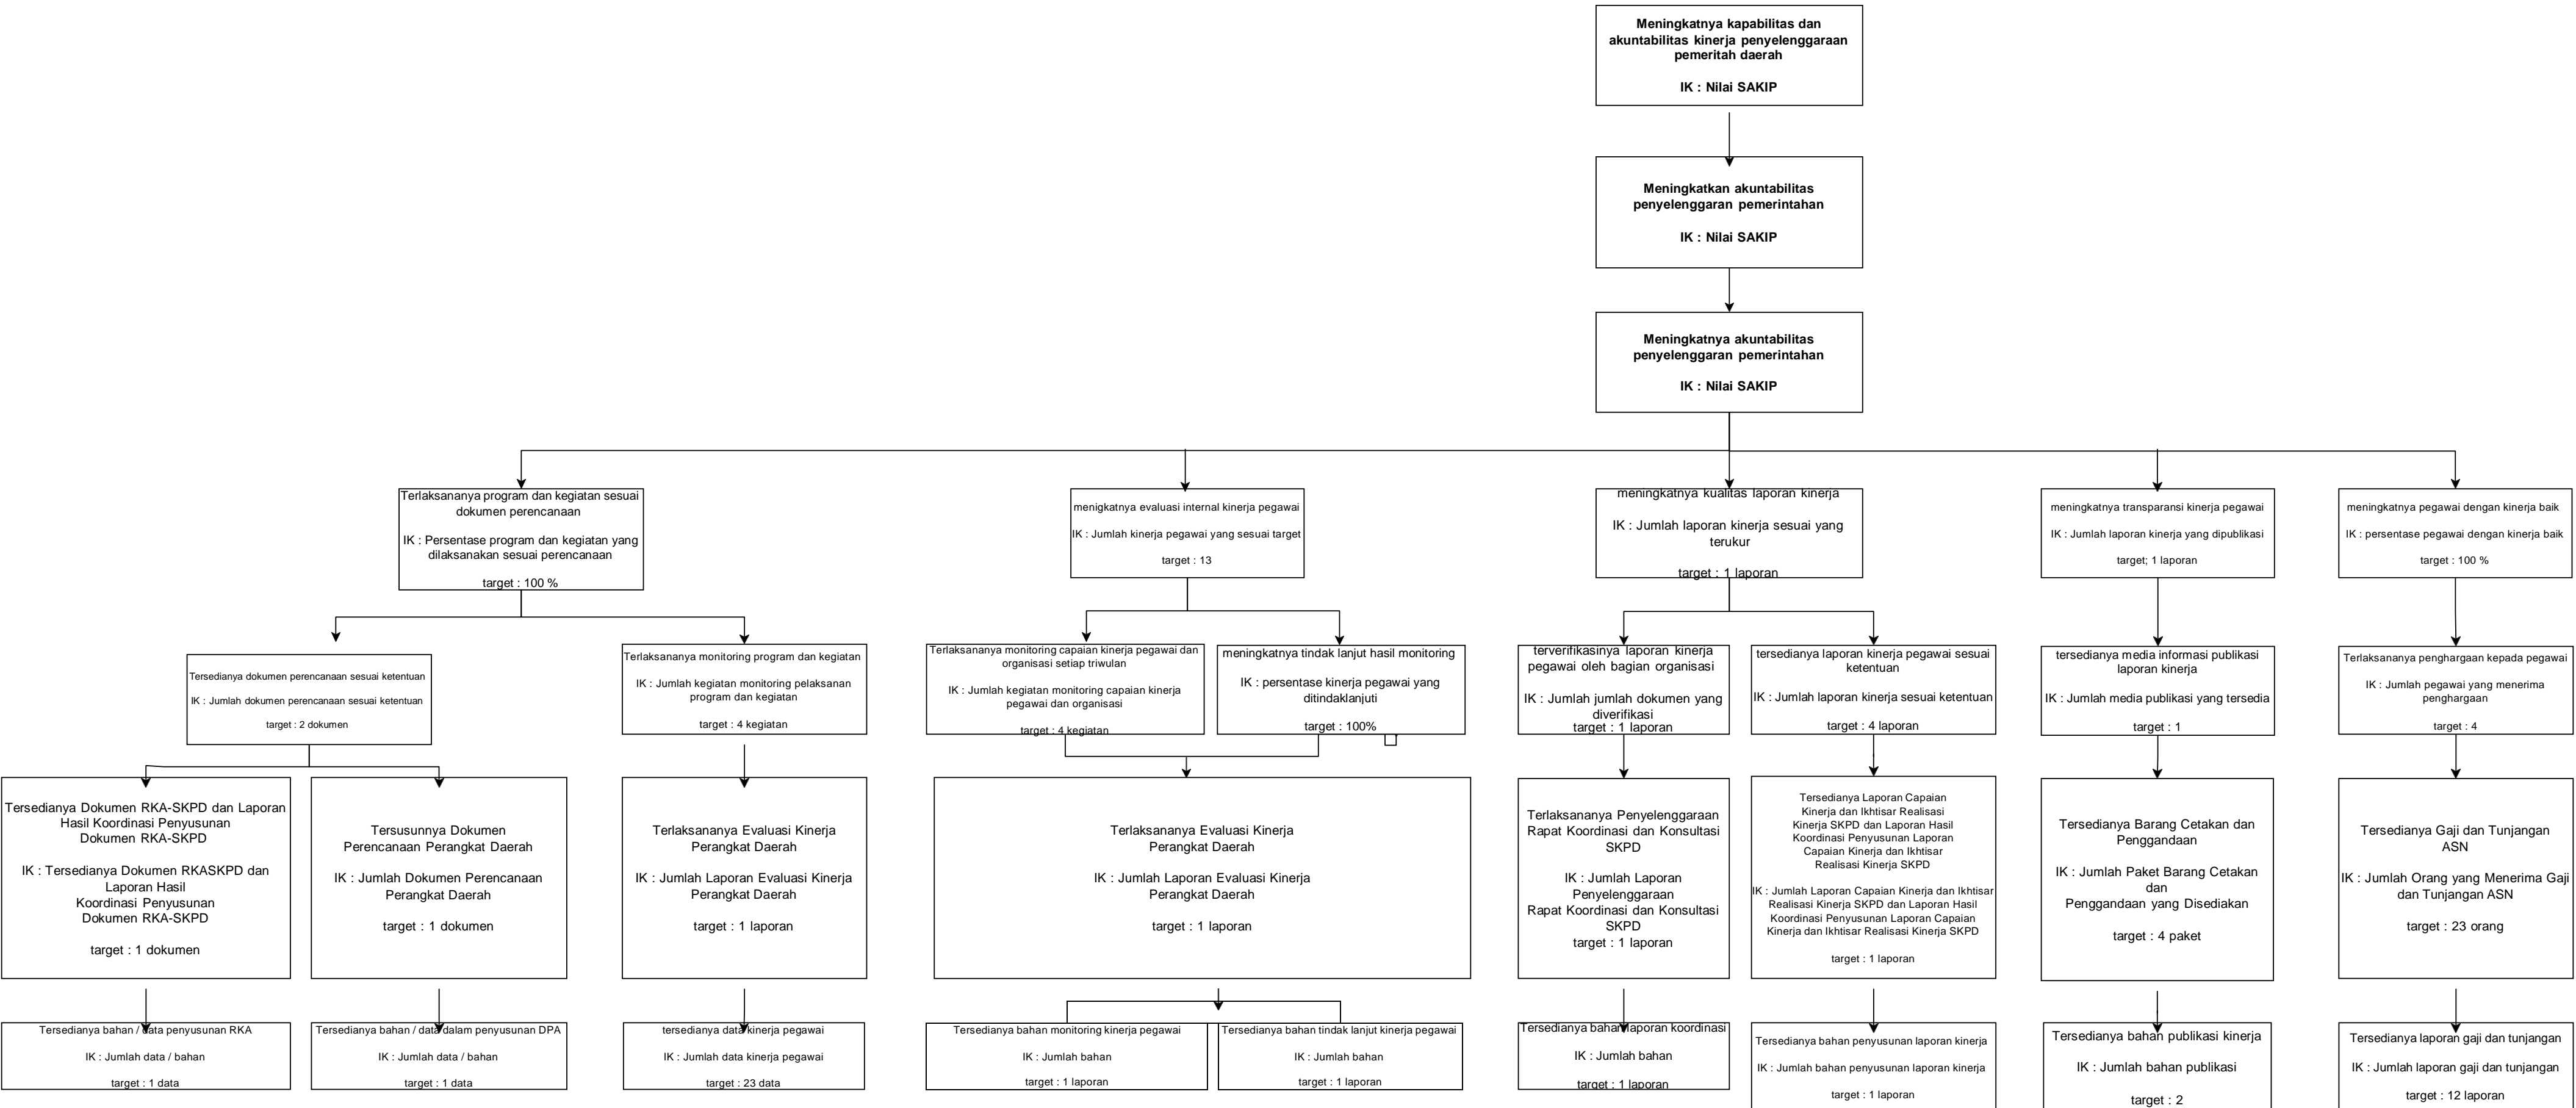 Meningkatnya kapabilitas dan
akuntabilitas kinerja penyelenggaraan
pemeritah daerah
IK : Nilai SAKIP
Meningkatkan akuntabilitas
penyelenggaran pemerintahan
IK : Nilai SAKIP
Meningkatnya akuntabilitas
penyelenggaran pemerintahan
IK : Nilai SAKIP
Terlaksananya program dan kegiatan sesuai
dokumen perencanaan
IK : Persentase program dan kegiatan yang
dilaksanakan sesuai perencanaan
target : 100 %
menigkatnya evaluasi internal kinerja pegawai
IK : Jumlah kinerja pegawai yang sesuai target
target : 13
meningkatnya kualitas laporan kinerja
IK : Jumlah laporan kinerja sesuai yang
terukur
target : 1 laporan
meningkatnya transparansi kinerja pegawai
IK : Jumlah laporan kinerja yang dipublikasi
target; 1 laporan
meningkatnya pegawai dengan kinerja baik
IK : persentase pegawai dengan kinerja baik
target : 100 %
Tersedianya dokumen perencanaan sesuai ketentuan
IK : Jumlah dokumen perencanaan sesuai ketentuan
target : 2 dokumen
Terlaksananya monitoring program dan kegiatan
IK : Jumlah kegiatan monitoring pelaksanan
program dan kegiatan
target : 4 kegiatan
Terlaksananya monitoring capaian kinerja pegawai dan
organisasi setiap triwulan
IK : Jumlah kegiatan monitoring capaian kinerja
pegawai dan organisasi
target : 4 kegiatan
meningkatnya tindak lanjut hasil monitoring
IK : persentase kinerja pegawai yang
ditindaklanjuti
target : 100%
terverifikasinya laporan kinerja
pegawai oleh bagian organisasi
IK : Jumlah jumlah dokumen yang
diverifikasi
target : 1 laporan
tersedianya laporan kinerja pegawai sesuai
ketentuan
IK : Jumlah laporan kinerja sesuai ketentuan
target : 4 laporan
tersedianya media informasi publikasi
laporan kinerja
IK : Jumlah media publikasi yang tersedia
target : 1
Terlaksananya penghargaan kepada pegawai
IK : Jumlah pegawai yang menerima
penghargaan
target : 4
Tersedianya Dokumen RKA-SKPD dan Laporan
Hasil Koordinasi Penyusunan
Dokumen RKA-SKPD
IK : Tersedianya Dokumen RKASKPD dan
Laporan Hasil
Koordinasi Penyusunan
Dokumen RKA-SKPD
target : 1 dokumen
Tersusunnya Dokumen
Perencanaan Perangkat Daerah
IK : Jumlah Dokumen Perencanaan
Perangkat Daerah
target : 1 dokumen
Terlaksananya Evaluasi Kinerja
Perangkat Daerah
IK : Jumlah Laporan Evaluasi Kinerja
Perangkat Daerah
target : 1 laporan
Terlaksananya Evaluasi Kinerja
Perangkat Daerah
IK : Jumlah Laporan Evaluasi Kinerja
Perangkat Daerah
target : 1 laporan
Terlaksananya Penyelenggaraan
Rapat Koordinasi dan Konsultasi
SKPD
IK : Jumlah Laporan
Penyelenggaraan
Rapat Koordinasi dan Konsultasi
SKPD
target : 1 laporan
Tersedianya Laporan Capaian
Kinerja dan Ikhtisar Realisasi
Kinerja SKPD dan Laporan Hasil
Koordinasi Penyusunan Laporan
Capaian Kinerja dan Ikhtisar
Realisasi Kinerja SKPD
IK : Jumlah Laporan Capaian Kinerja dan Ikhtisar
Realisasi Kinerja SKPD dan Laporan Hasil
Koordinasi Penyusunan Laporan Capaian
Kinerja dan Ikhtisar Realisasi Kinerja SKPD
target : 1 laporan
Tersedianya Barang Cetakan dan
Penggandaan
IK : Jumlah Paket Barang Cetakan
dan
Penggandaan yang Disediakan
target : 4 paket
Tersedianya Gaji dan Tunjangan
ASN
IK : Jumlah Orang yang Menerima Gaji
dan Tunjangan ASN
target : 23 orang
Tersedianya bahan / data penyusunan RKA
IK : Jumlah data / bahan
target : 1 data
Tersedianya bahan / data dalam penyusunan DPA
IK : Jumlah data / bahan
target : 1 data
tersedianya data kinerja pegawai
IK : Jumlah data kinerja pegawai
target : 23 data
Tersedianya bahan monitoring kinerja pegawai
IK : Jumlah bahan
target : 1 laporan
Tersedianya bahan tindak lanjut kinerja pegawai
IK : Jumlah bahan
target : 1 laporan
Tersedianya bahan laporan koordinasi
IK : Jumlah bahan
target : 1 laporan
Tersedianya bahan penyusunan laporan kinerja
IK : Jumlah bahan penyusunan laporan kinerja
target : 1 laporan
Tersedianya bahan publikasi kinerja
IK : Jumlah bahan publikasi
target : 2
Tersedianya laporan gaji dan tunjangan
IK : Jumlah laporan gaji dan tunjangan
target : 12 laporan